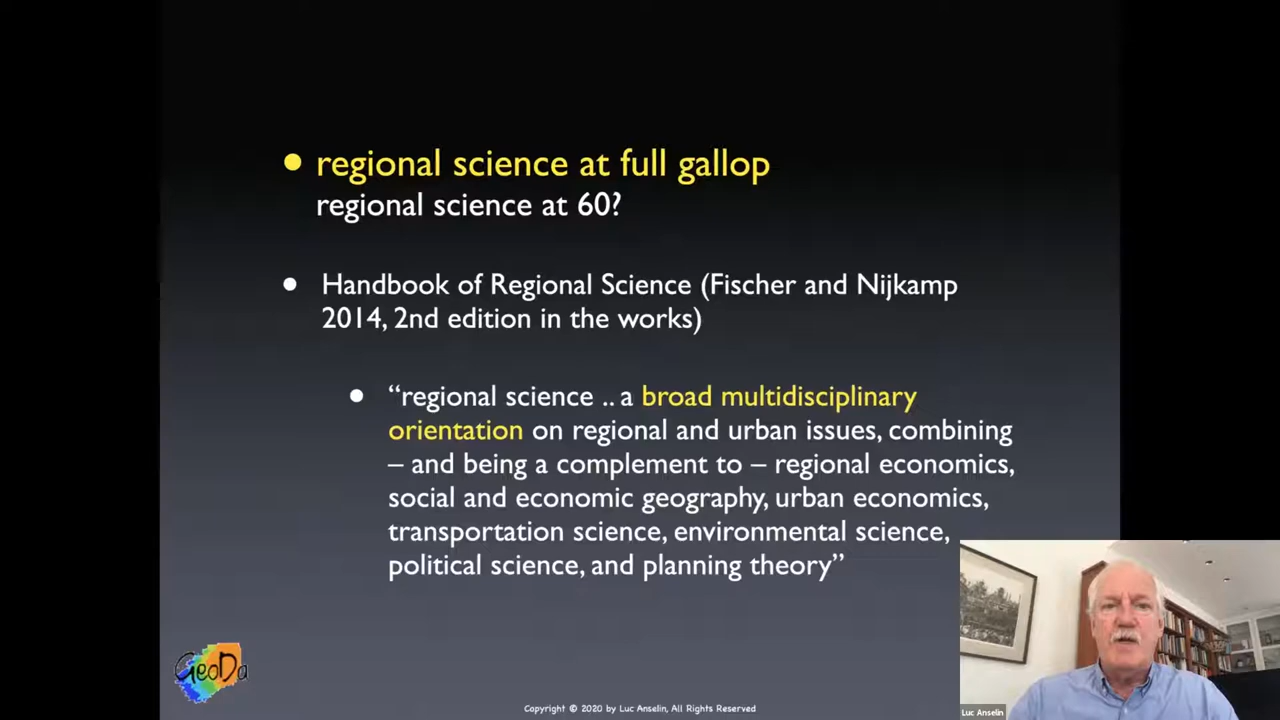 regional science at full gallop
regional science at 60?
Handbook of Regional Science (Fischer and Nijkamp
2014, 2nd edition in the works)
“regional science .. a broad multidisciplinary
orientation on regional and urban issues, combining
– and being a complement to – regional economics,
social and economic geography, urban economics,
transportation science, environmental science,
political science, and planning theory”
GeoDa
Luc Anselin
Copyright © 2020 by Luc Anselin, All Rights Reserved